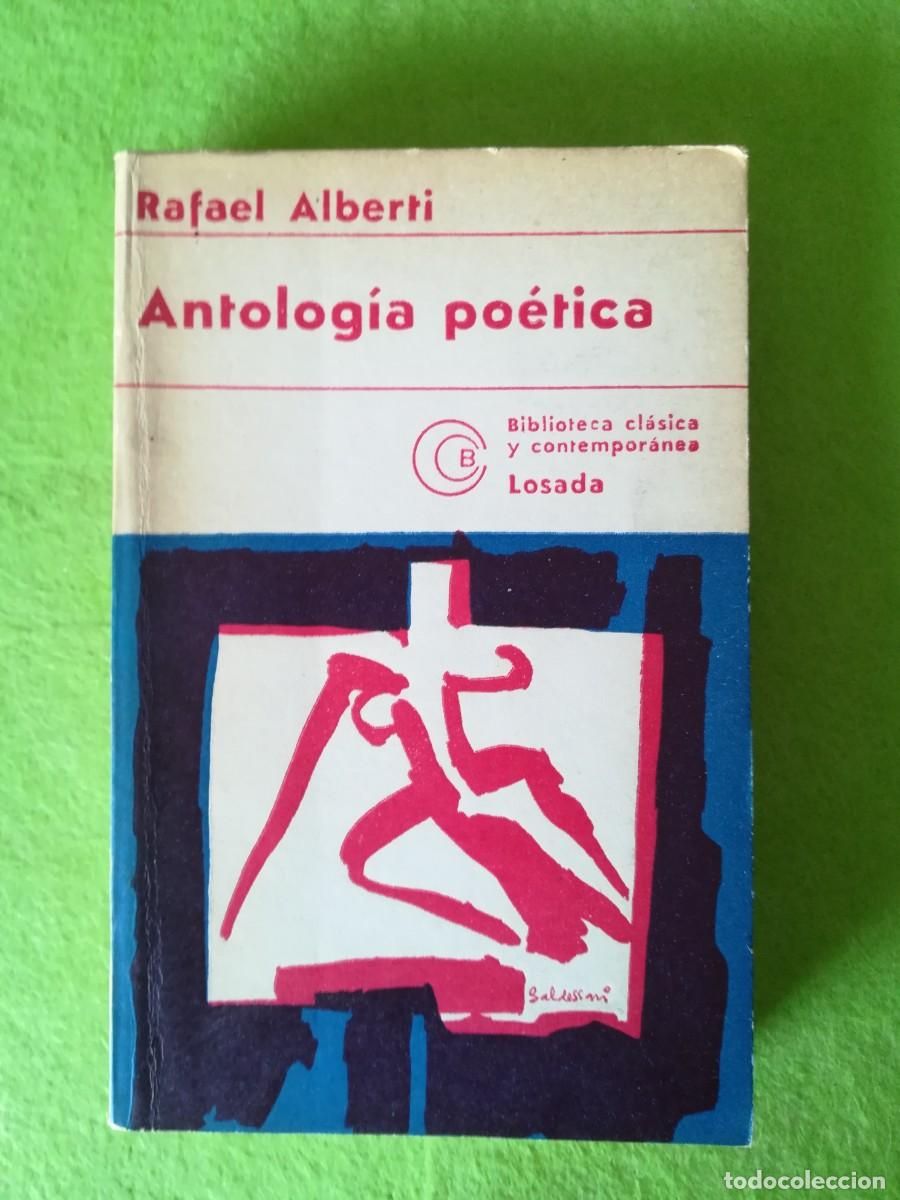 Rafael Alberti
Antología poética
B
Biblioteca clásica
y contemporánea
Losada
Baldessari
todocoleccion